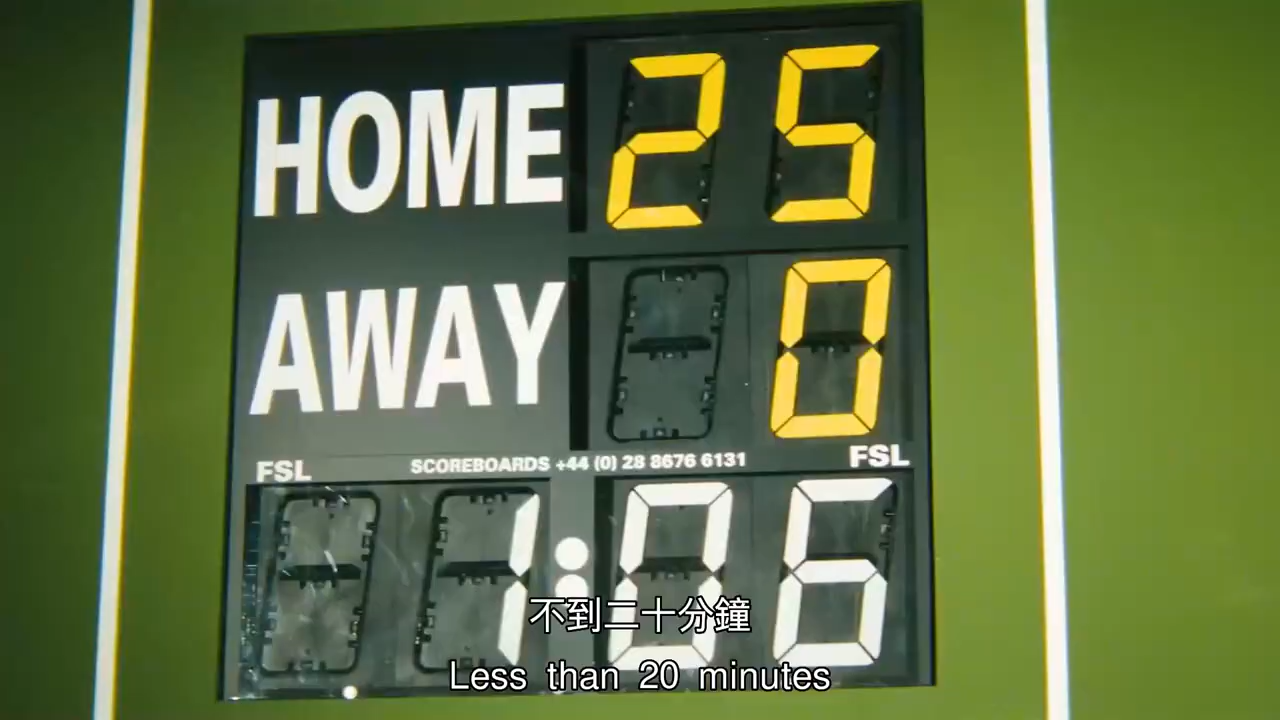 HOME 25
AWAY 0
FSL SCOREBOARDS +44 (0) 28 8676 6131 FSL
1:06
不到二十分鐘
Less than 20 minutes